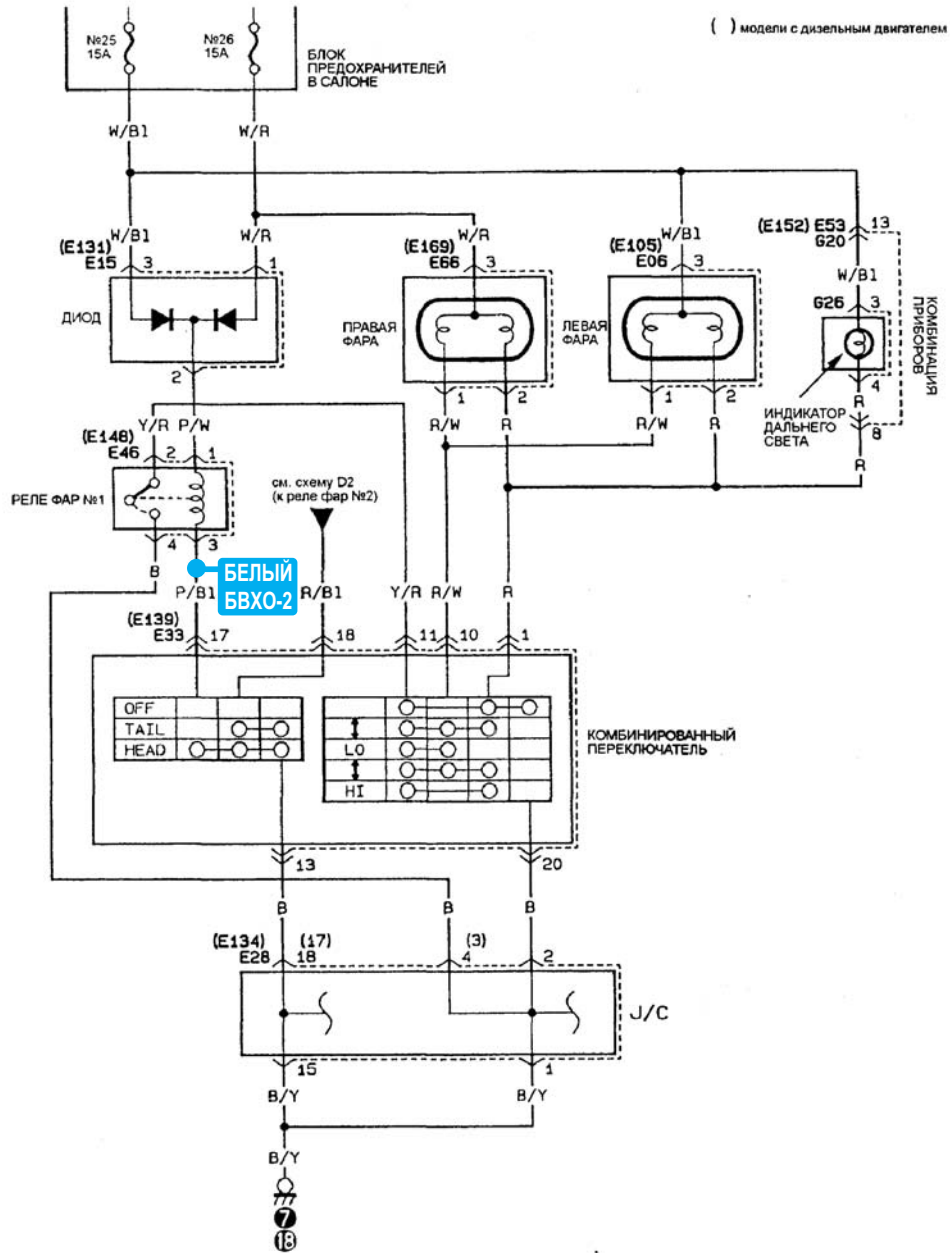 ( ) модели с дизельным двигателем
№25
15А
№26
15А
БЛОК
ПРЕДОХРАНИТЕЛЕЙ
В САЛОНЕ
W/Bl
W/R
W/Bl
(E131)
E15
3
W/R
1
(E169)
E66
W/R
3
(E105)
E06
W/Bl
3
(E152) E53
G20
13
W/Bl
G26
3
ДИОД
2
ПРАВАЯ
ФАРА
1
2
ЛЕВАЯ
ФАРА
1
2
КОМБИНАЦИЯ
ПРИБОРОВ
4
R
ИНДИКАТОР
ДАЛЬНЕГО
СВЕТА
8
R
R/W
R
R/W
R
Y/R
P/W
(E148)
E46
2
1
РЕЛЕ ФАР №1
4
3
см. схему D2
(к реле фар №2)
B
БЕЛЫЙ
БВХО-2
P/Bl
R/Bl
Y/R
R/W
R
(E139)
E33
17
18
11
10
1
OFF
TAIL
HEAD
LO
HI
КОМБИНИРОВАННЫЙ
ПЕРЕКЛЮЧАТЕЛЬ
13
20
B
B
B
(E134)
E28
(17)
18
(3)
4
2
J/C
15
1
B/Y
B/Y
B/Y
7
18